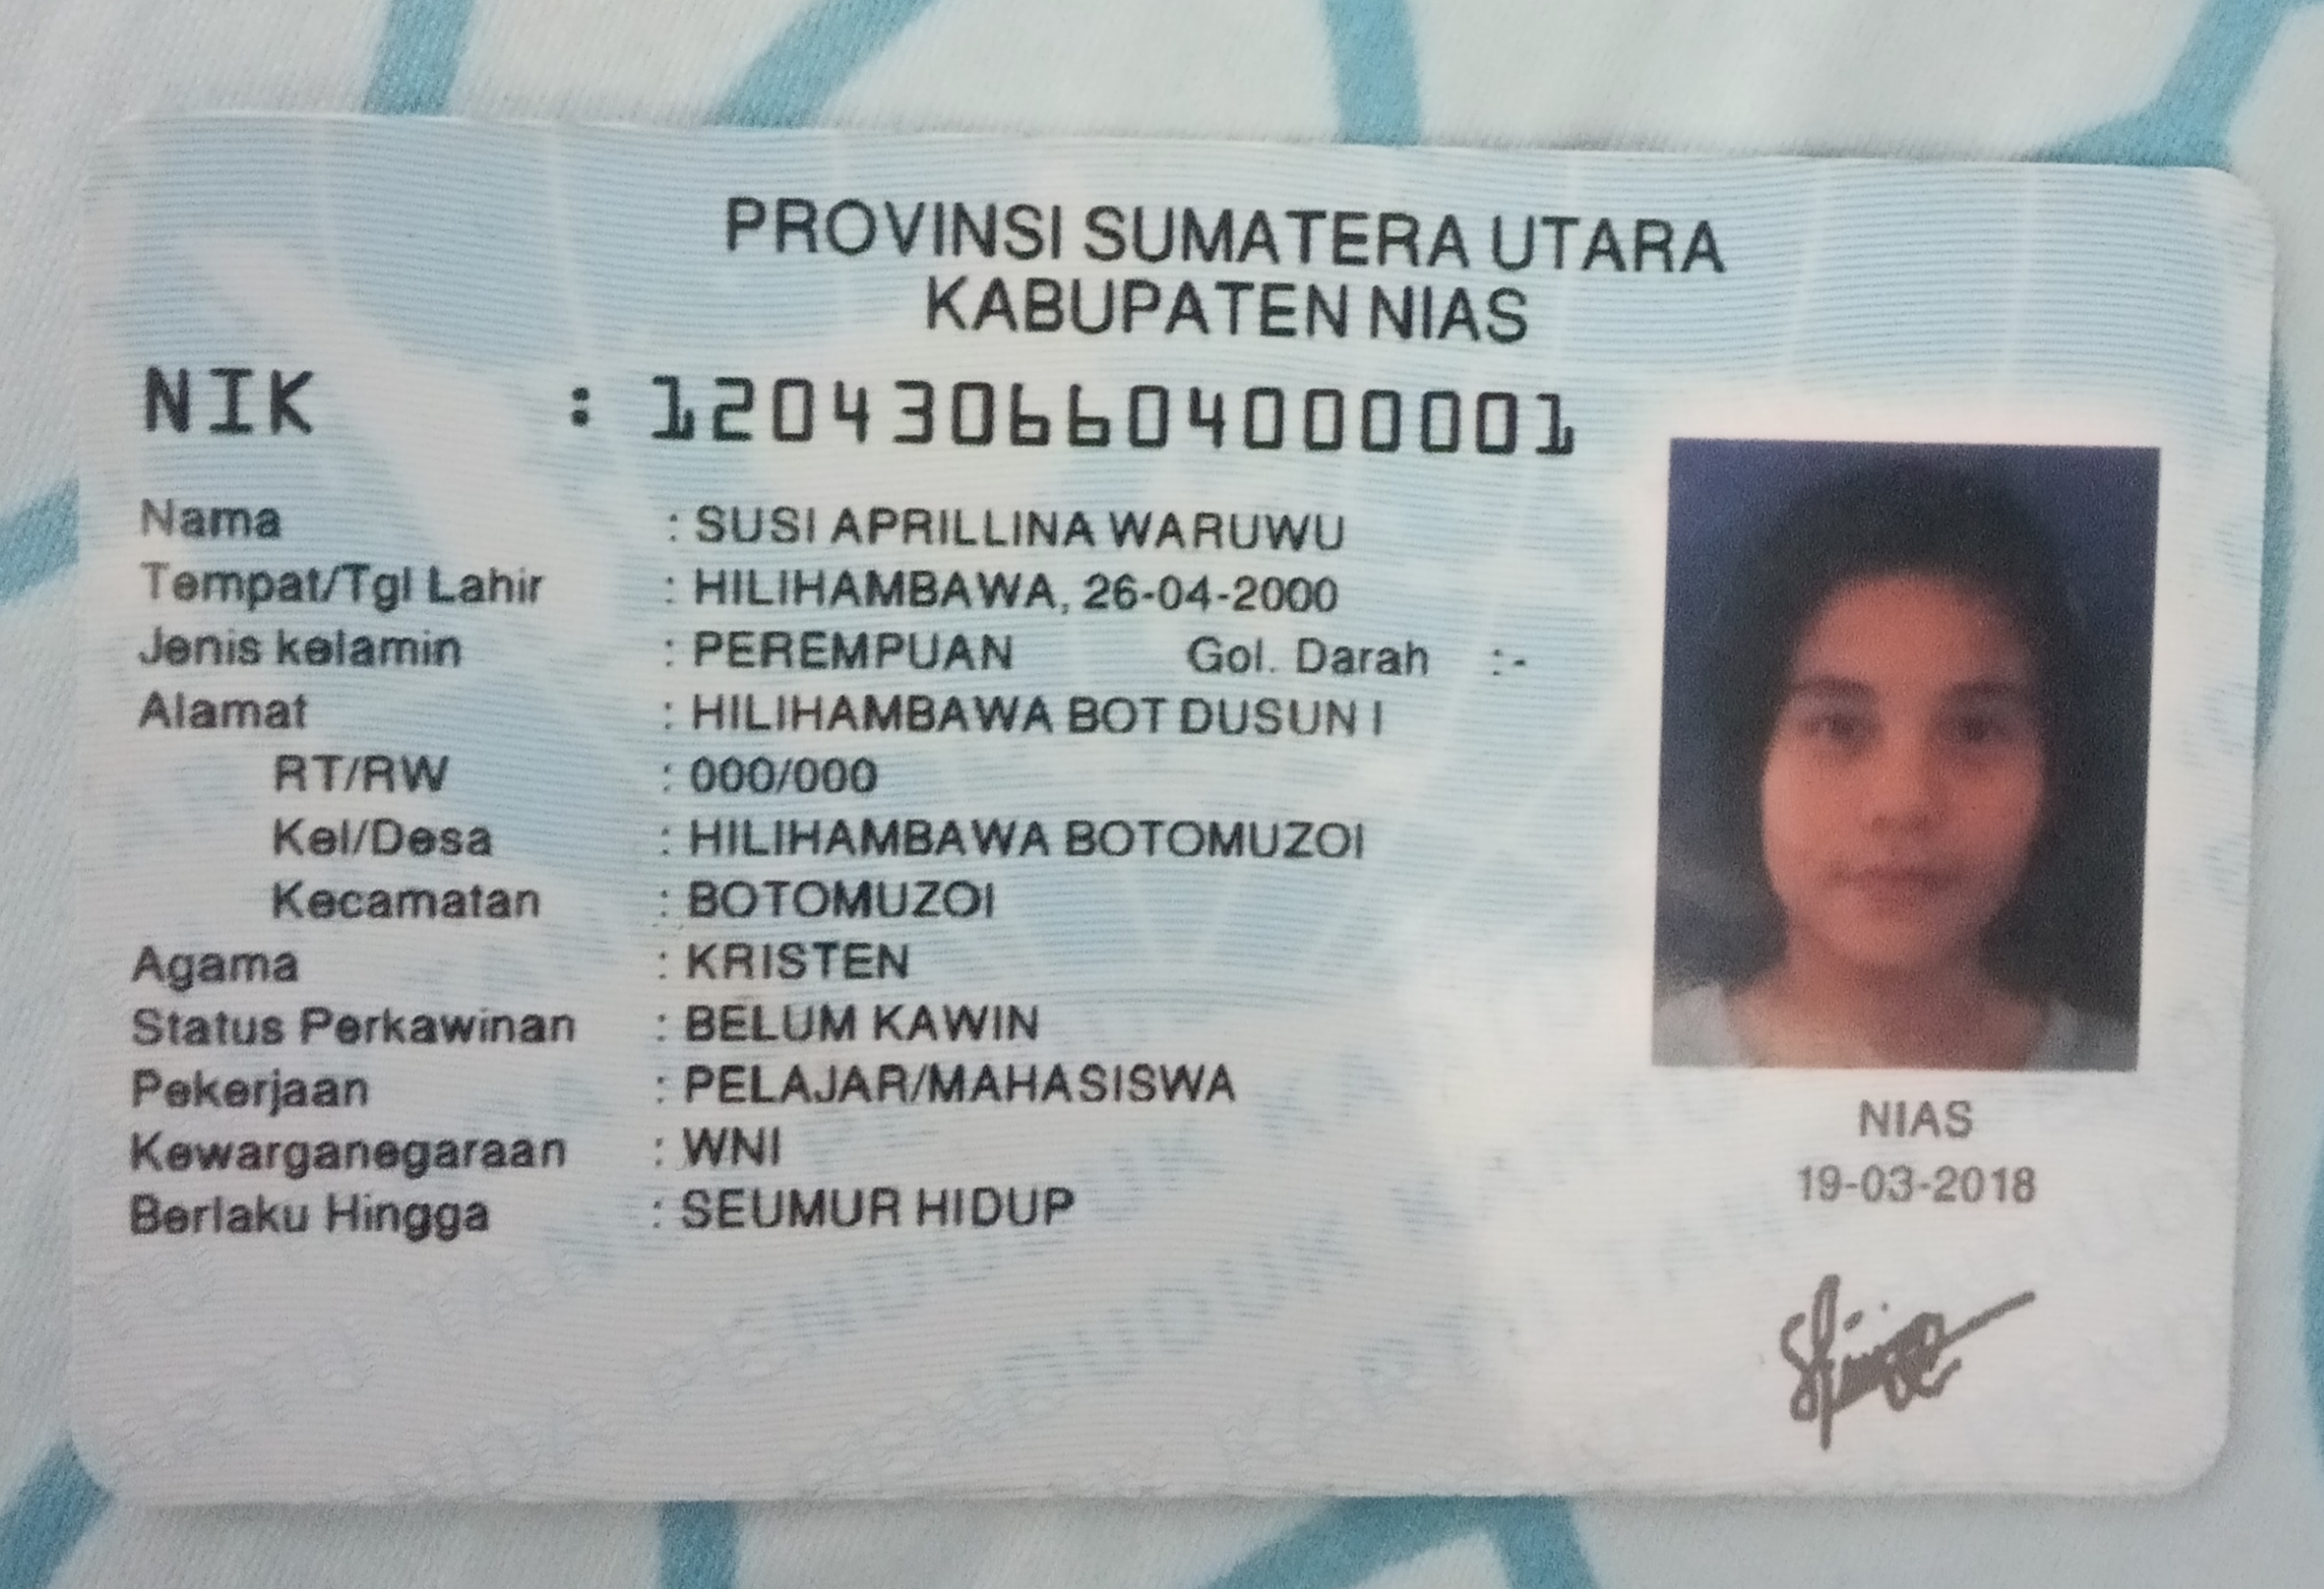 PROVINSI SUMATERA UTARA
KABUPATEN NIAS
NIK : 1204306604000001
Nama : SUSI APRILLINA WARUWU
Tempat/Tgl Lahir : HILIHAMBAWA, 26-04-2000
Jenis kelamin : PEREMPUAN Gol. Darah :-
Alamat : HILIHAMBAWA BOT DUSUN I
RT/RW : 000/000
Kel/Desa : HILIHAMBAWA BOTOMUZOI
Kecamatan : BOTOMUZOI
Agama : KRISTEN
Status Perkawinan : BELUM KAWIN
Pekerjaan : PELAJAR/MAHASISWA
Kewarganegaraan : WNI
Berlaku Hingga : SEUMUR HIDUP
NIAS
19-03-2018